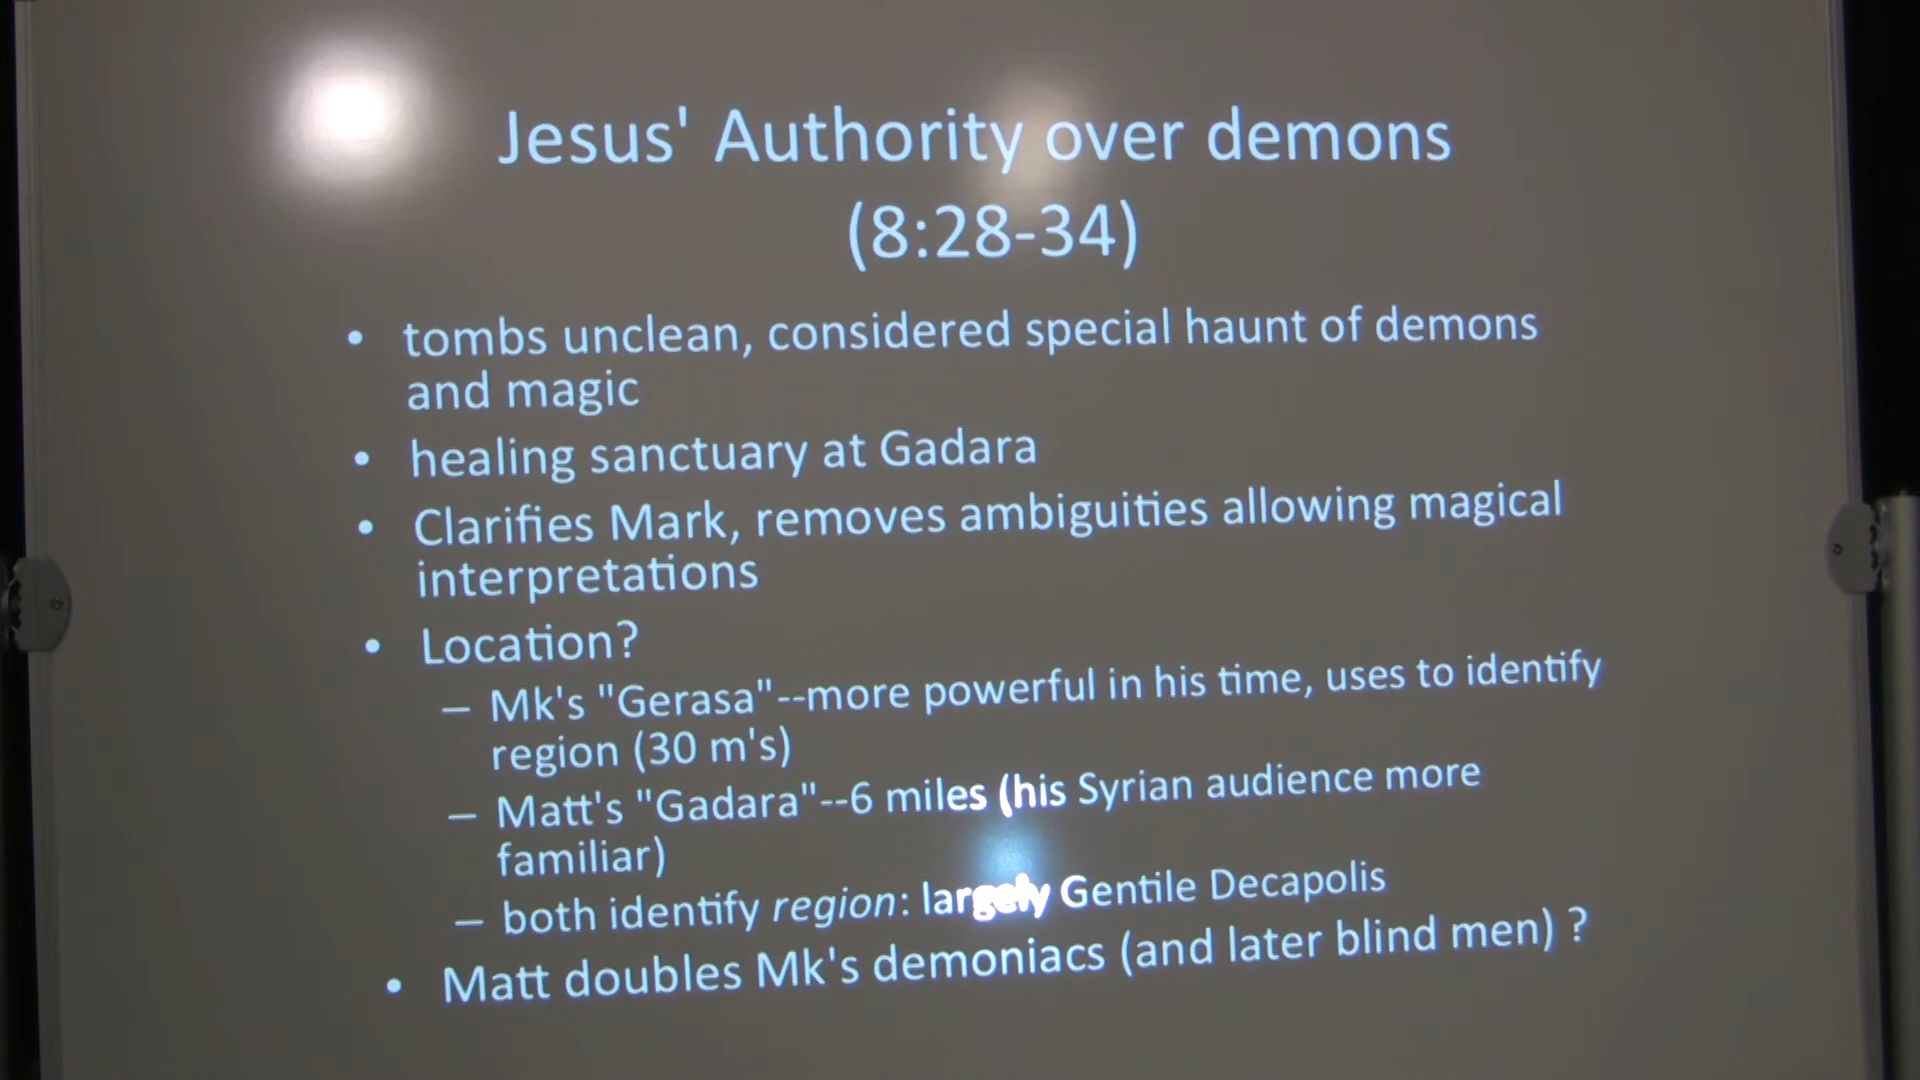 Jesus' Authority over demons
(8:28-34)
• tombs unclean, considered special haunt of demons
and magic
• healing sanctuary at Gadara
• Clarifies Mark, removes ambiguities allowing magical
interpretations
• Location?
– Mk's "Gerasa"--more powerful in his time, uses to identify
region (30 m's)
– Matt's "Gadara"--6 miles (his Syrian audience more
familiar)
– both identify region: largely Gentile Decapolis
• Matt doubles Mk's demoniacs (and later blind men) ?